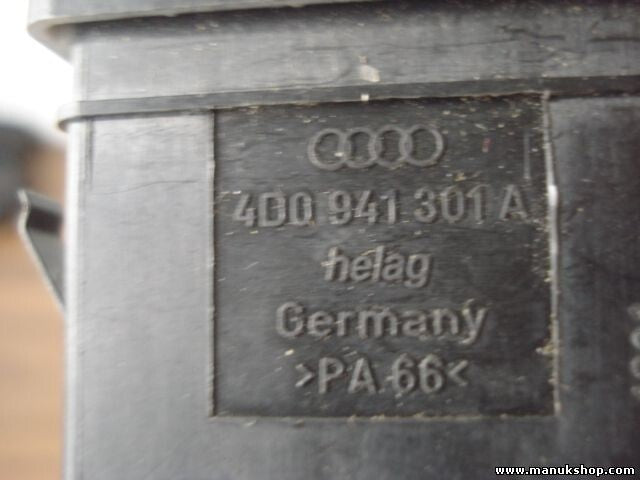 4D0 941 301 A
helag
Germany
>PA 66<
www.manukshop.com